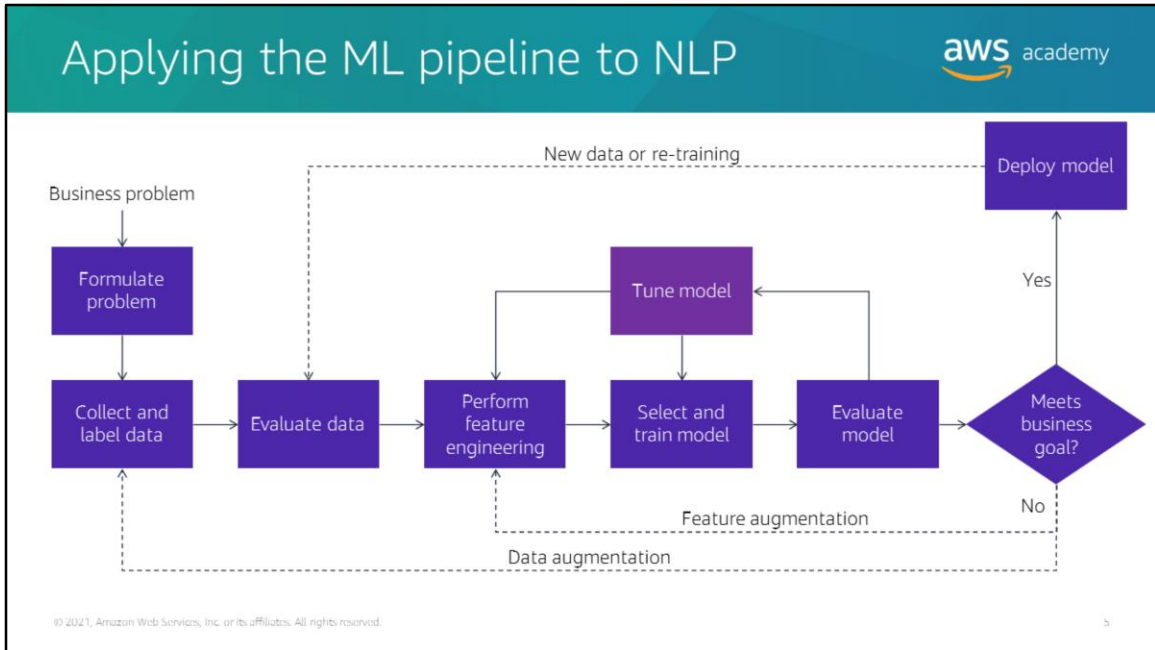 Applying the ML pipeline to NLP
aws academy
New data or re-training
Deploy model
Business problem
Formulate
problem
Tune model
Yes
Collect and
label data
Evaluate data
Perform
feature
engineering
Select and
train model
Evaluate
model
Meets
business
goal?
No
Feature augmentation
Data augmentation
© 2021, Amazon Web Services, Inc. or its affiliates. All rights reserved.
5